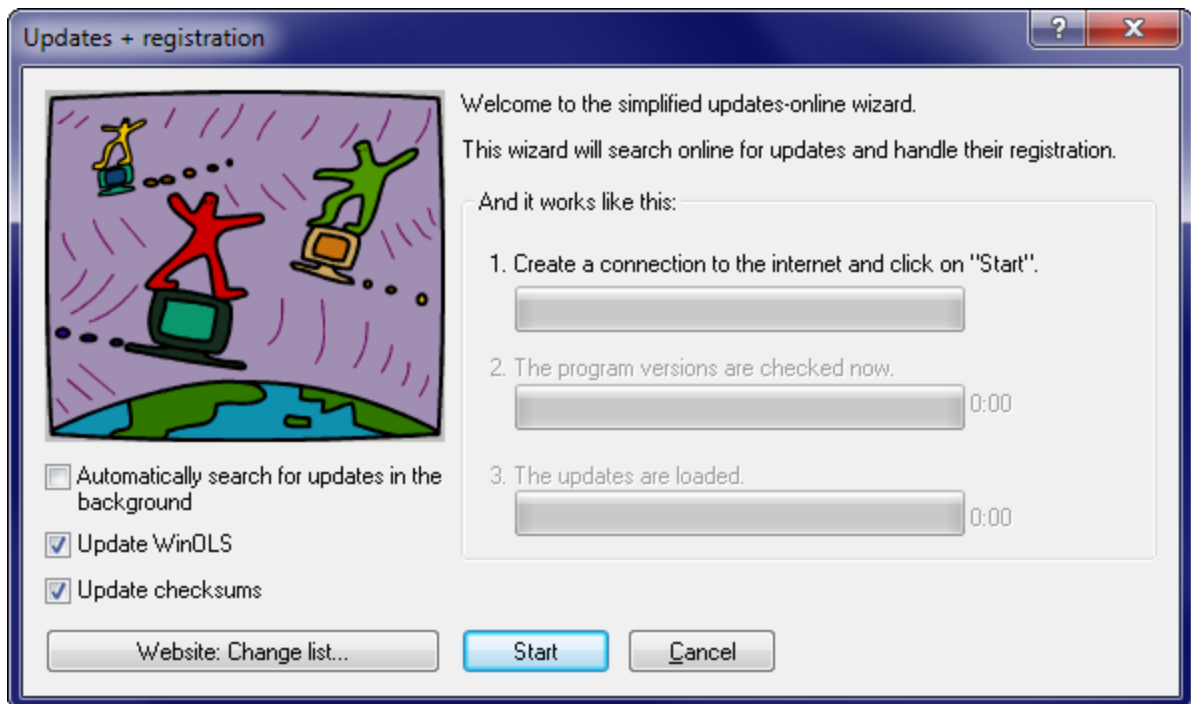 Updates + registration
Welcome to the simplified updates-online wizard.
This wizard will search online for updates and handle their registration.
And it works like this:
1. Create a connection to the internet and click on "Start".
2. The program versions are checked now.
0:00
3. The updates are loaded.
0:00
Automatically search for updates in the
background
Update WinOLS
Update checksums
Website: Change list...
Start
Cancel